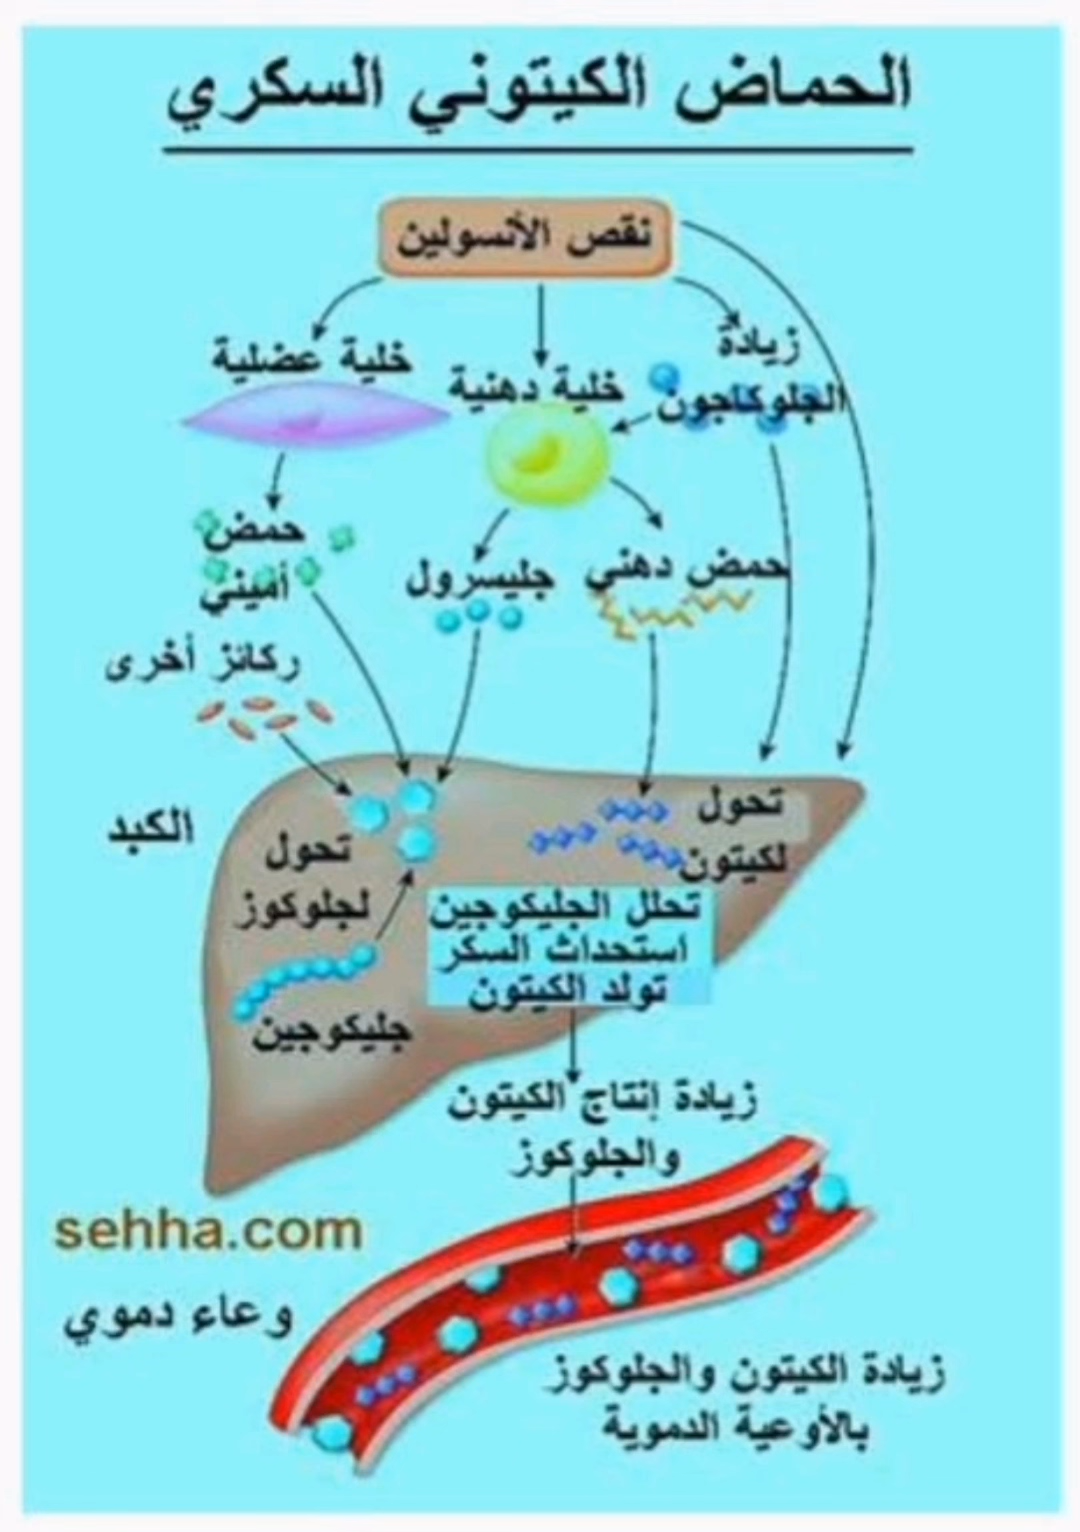 الحماض الكيتوني السكري
نقص الأنسولين
خلية عضلية
خلية دهنية
زيادة
الجلوكاجون
حمض
أميني
جليسرول
حمض دهني
ركائز أخرى
الكبد
تحول
لجلوكوز
تحول
لكيتون
جليكوجين
تحلل الجليكوجين
استحداث السكر
تولد الكيتون
زيادة إنتاج الكيتون
والجلوكوز
sehha.com
وعاء دموي
زيادة الكيتون والجلوكوز
بالأوعية الدموية